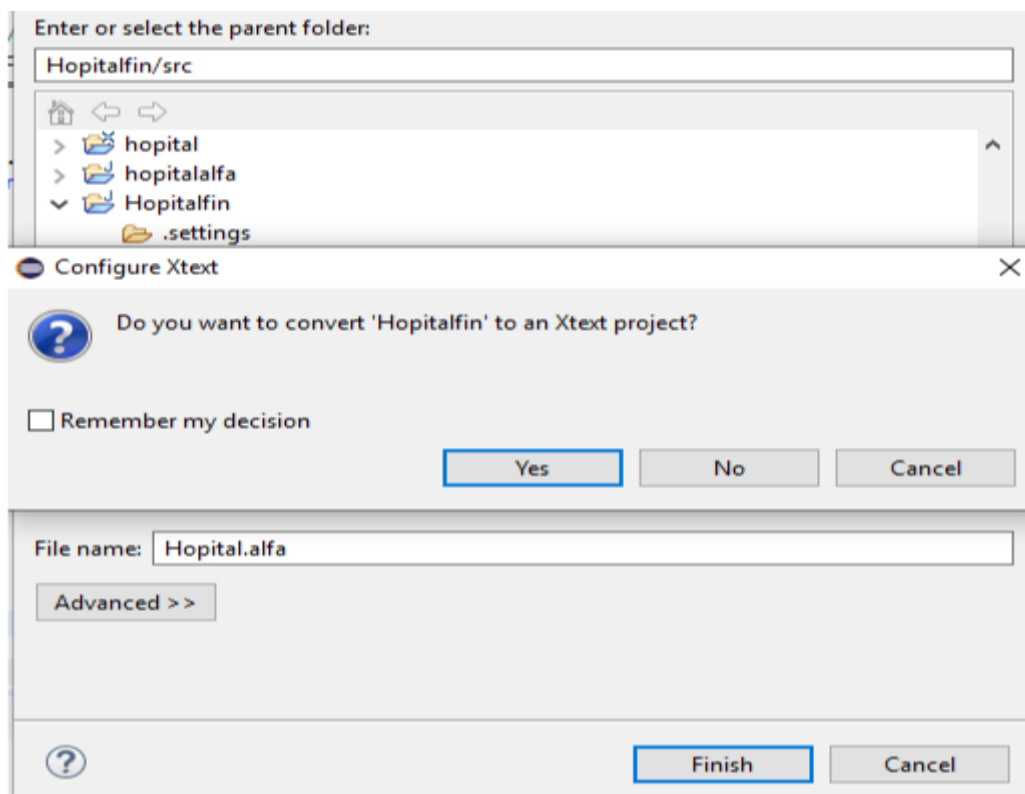 Enter or select the parent folder:
Hopitalfin/src
hopital
hopitalalfa
Hopitalfin
.settings
Configure Xtext
Do you want to convert 'Hopitalfin' to an Xtext project?
Remember my decision
Yes No Cancel
File name: Hopital.alfa
Advanced >>
Finish Cancel